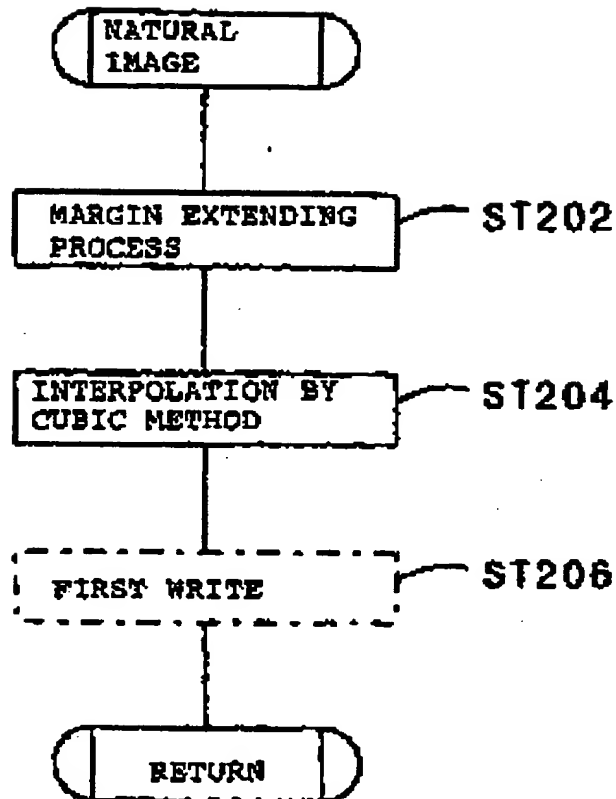 NATURAL
IMAGE
MARGIN EXTENDING
PROCESS
ST202
INTERPOLATION BY
CUBIC METHOD
ST204
FIRST WRITE
ST206
RETURN